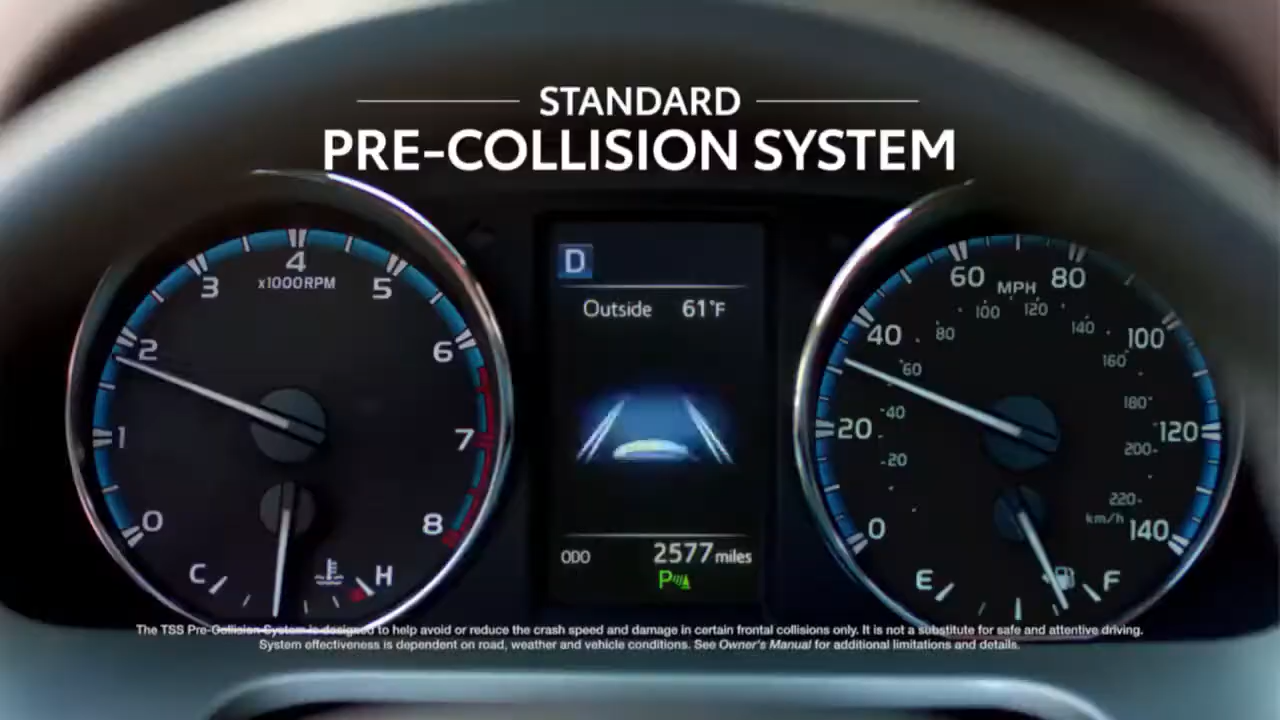 STANDARD
PRE-COLLISION SYSTEM
0
1
2
3
4
5
6
7
8
x1000RPM
C
H
D
Outside 61°F
ODO 2577 miles
P
0
20
40
60
80
100
120
140
MPH
20
40
60
80
100
120
140
160
180
200
220
km/h
E
F
The TSS Pre-Collision System is designed to help avoid or reduce the crash speed and damage in certain frontal collisions only. It is not a substitute for safe and attentive driving.
System effectiveness is dependent on road, weather and vehicle conditions. See Owner's Manual for additional limitations and details.